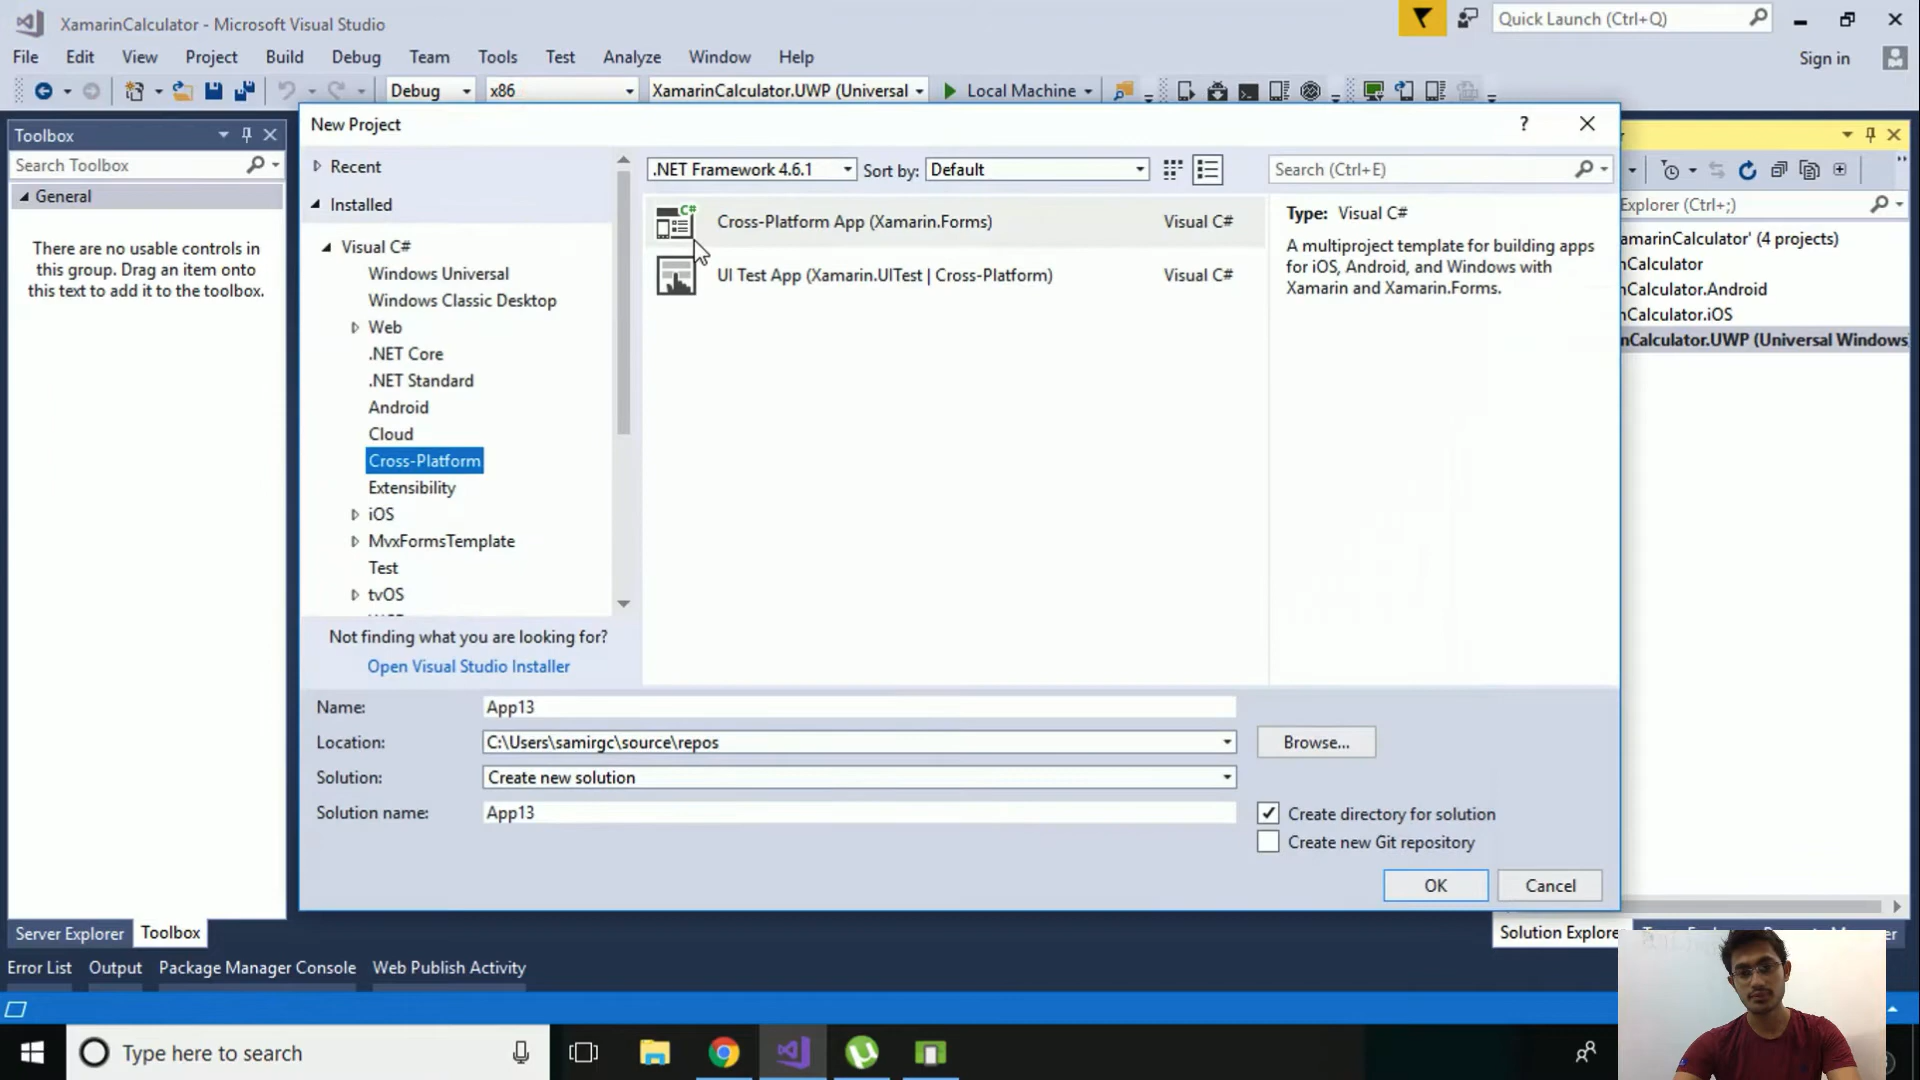 XamarinCalculator - Microsoft Visual Studio
Quick Launch (Ctrl+Q)
File Edit View Project Build Debug Team Tools Test Analyze Window Help
Sign in
Debug x86 XamarinCalculator.UWP (Universal Local Machine
Toolbox
Search Toolbox
General
There are no usable controls in
this group. Drag an item onto
this text to add it to the toolbox.
New Project
?
Recent
Installed
Visual C#
Windows Universal
Windows Classic Desktop
Web
.NET Core
.NET Standard
Android
Cloud
Cross-Platform
Extensibility
iOS
MvxFormsTemplate
Test
tvOS
Not finding what you are looking for?
Open Visual Studio Installer
.NET Framework 4.6.1 Sort by: Default
Search (Ctrl+E)
C# Cross-Platform App (Xamarin.Forms) Visual C#
UI Test App (Xamarin.UITest | Cross-Platform) Visual C#
Type: Visual C#
A multiproject template for building apps
for iOS, Android, and Windows with
Xamarin and Xamarin.Forms.
Name: App13
Location: C:\Users\samirgc\source\repos Browse...
Solution: Create new solution
Solution name: App13
Create directory for solution
Create new Git repository
OK Cancel
Explorer (Ctrl+;)
amarinCalculator' (4 projects)
nCalculator
nCalculator.Android
nCalculator.iOS
nCalculator.UWP (Universal Windows
Server Explorer Toolbox
Solution Explore
Error List Output Package Manager Console Web Publish Activity
Type here to search